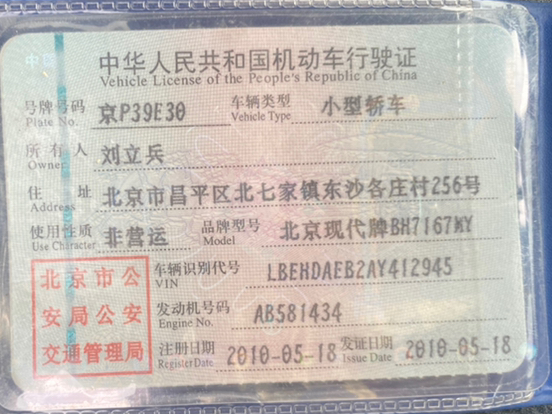 中华人民共和国机动车行驶证
Vehicle License of the People's Republic of China
号牌号码 京P39E30 车辆类型 小型轿车
Plate No. Vehicle Type
所有人 刘立兵
Owner
住址 北京市昌平区北七家镇东沙各庄村256号
Address
使用性质 非营运 品牌型号 北京现代牌BH7167MY
Use Character Model
北京市公安局公安交通管理局
车辆识别代号 LBEHDAEB2AY412945
VIN
发动机号码 AB581434
Engine No.
注册日期 2010-05-18 发证日期 2010-05-18
Register Date Issue Date